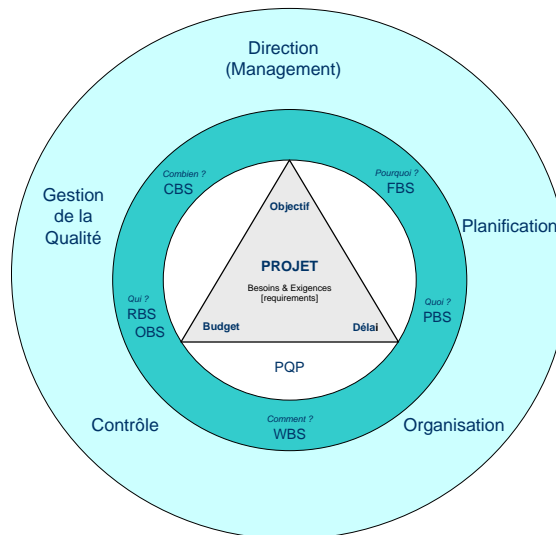 Direction
(Management)
Combien ?
CBS
Pourquoi ?
FBS
Gestion
de la
Qualité
Objectif
Planification
PROJET
Besoins & Exigences
[requirements]
Qui ?
RBS
OBS
Quoi ?
PBS
Budget
Délai
PQP
Contrôle
Comment ?
WBS
Organisation